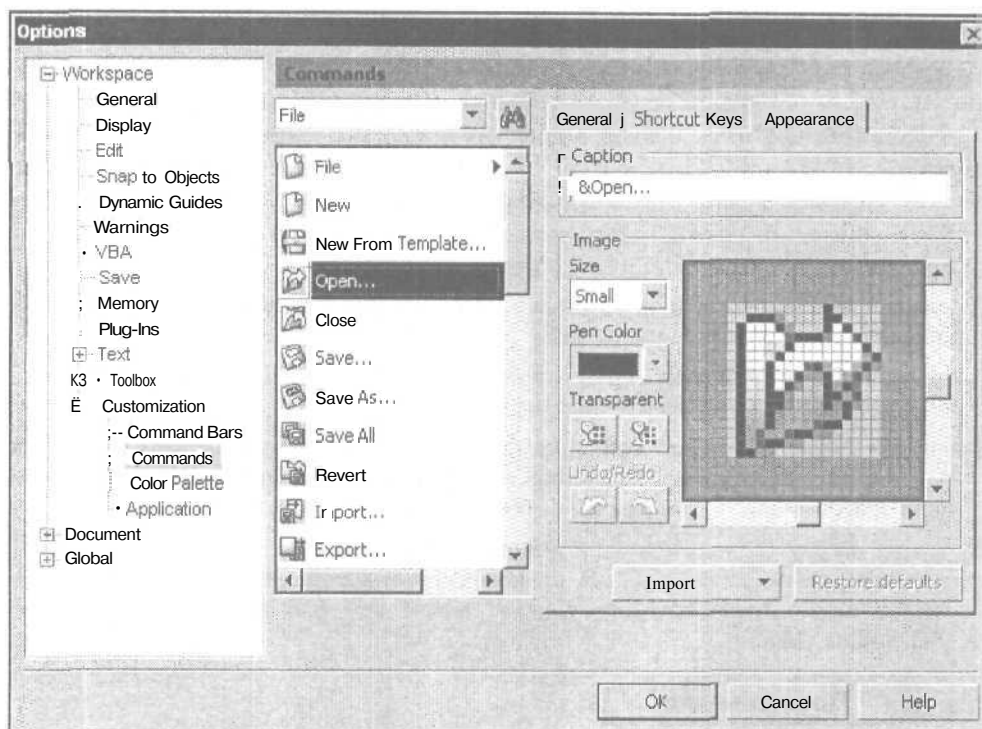 Options
Workspace
General
Display
Edit
Snap to Objects
. Dynamic Guides
Warnings
• VBA
Save
; Memory
Plug-Ins
Text
К3 • Toolbox
Ё Customization
;-- Command Bars
; Commands
Color Palette
• Application
Document
Global
Commands
File
File
New
New From Template...
Open...
Close
Save...
Save As...
Save All
Revert
Ir port...
Export...
General j Shortcut Keys Appearance
Caption
! , &Open...
Image
Size
Small
Pen Color
Transparent
Undo/Redo
Import
Restore defaults
OK Cancel Help